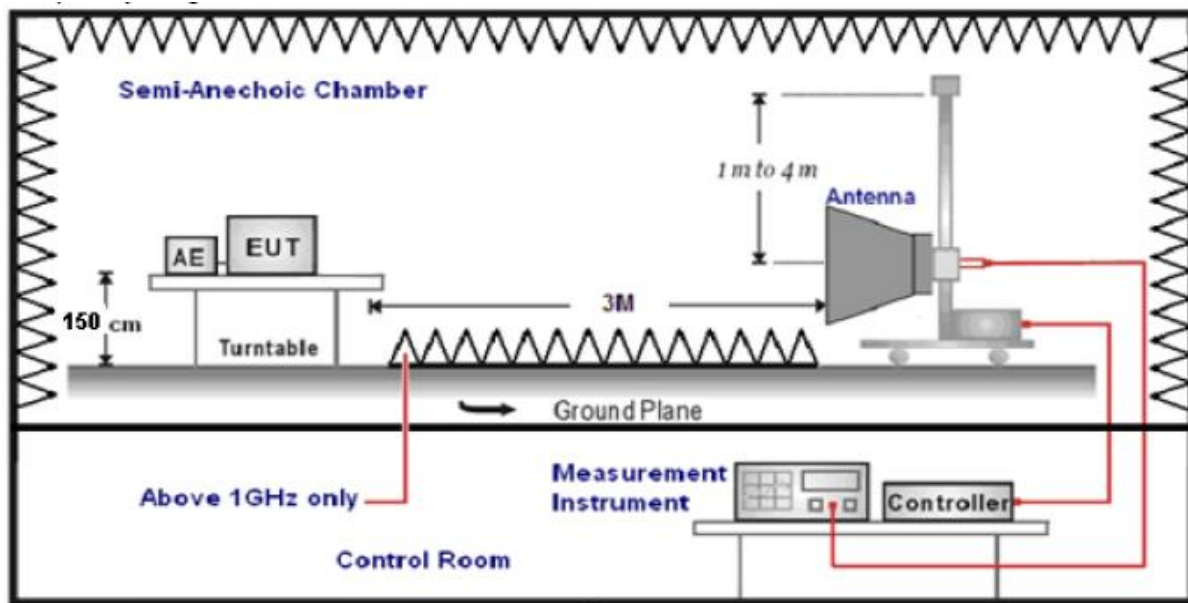 Semi-Anechoic Chamber
1 m to 4 m
Antenna
AE
EUT
3M
150 cm
Turntable
Ground Plane
Above 1GHz only
Measurement
Instrument
Controller
Control Room